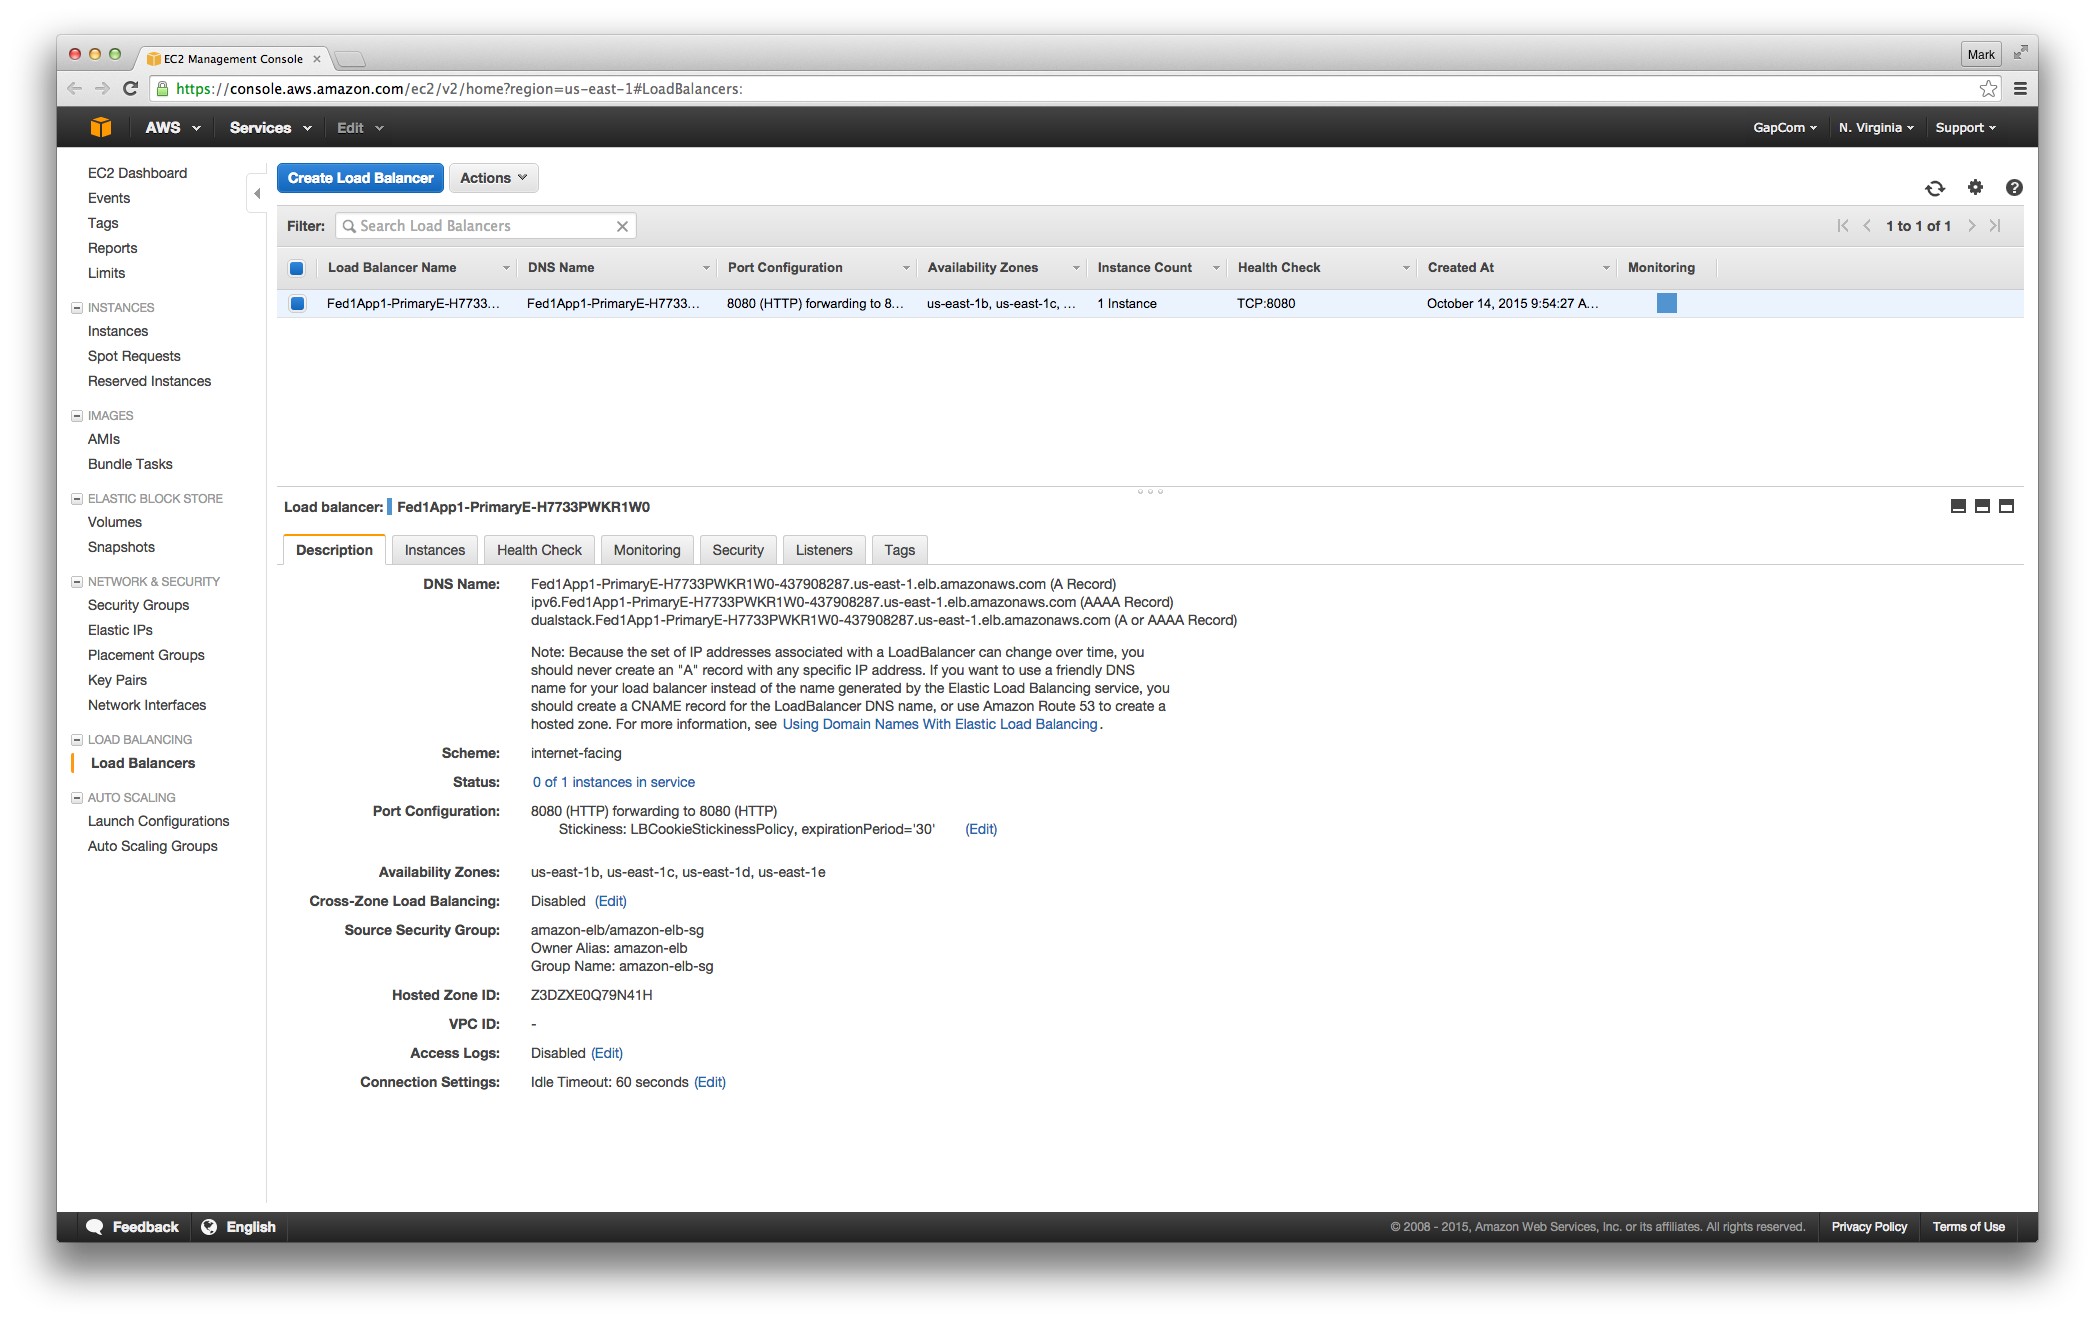 EC2 Management Console
Mark
https://console.aws.amazon.com/ec2/v2/home?region=us-east-1#LoadBalancers:
AWS Services Edit GapCom N. Virginia Support
EC2 Dashboard
Events
Tags
Reports
Limits
INSTANCES
Instances
Spot Requests
Reserved Instances
IMAGES
AMIs
Bundle Tasks
ELASTIC BLOCK STORE
Volumes
Snapshots
NETWORK & SECURITY
Security Groups
Elastic IPs
Placement Groups
Key Pairs
Network Interfaces
LOAD BALANCING
Load Balancers
AUTO SCALING
Launch Configurations
Auto Scaling Groups
Create Load Balancer Actions
Filter: Search Load Balancers 1 to 1 of 1
Load Balancer Name DNS Name Port Configuration Availability Zones Instance Count Health Check Created At Monitoring
Fed1App1-PrimaryE-H7733... Fed1App1-PrimaryE-H7733... 8080 (HTTP) forwarding to 8... us-east-1b, us-east-1c, ... 1 Instance TCP:8080 October 14, 2015 9:54:27 A...
Load balancer: Fed1App1-PrimaryE-H7733PWKR1W0
Description Instances Health Check Monitoring Security Listeners Tags
DNS Name: Fed1App1-PrimaryE-H7733PWKR1W0-437908287.us-east-1.elb.amazonaws.com (A Record)
ipv6.Fed1App1-PrimaryE-H7733PWKR1W0-437908287.us-east-1.elb.amazonaws.com (AAAA Record)
dualstack.Fed1App1-PrimaryE-H7733PWKR1W0-437908287.us-east-1.elb.amazonaws.com (A or AAAA Record)
Note: Because the set of IP addresses associated with a LoadBalancer can change over time, you
should never create an "A" record with any specific IP address. If you want to use a friendly DNS
name for your load balancer instead of the name generated by the Elastic Load Balancing service, you
should create a CNAME record for the LoadBalancer DNS name, or use Amazon Route 53 to create a
hosted zone. For more information, see Using Domain Names With Elastic Load Balancing.
Scheme: internet-facing
Status: 0 of 1 instances in service
Port Configuration: 8080 (HTTP) forwarding to 8080 (HTTP)
Stickiness: LBCookieStickinessPolicy, expirationPeriod='30' (Edit)
Availability Zones: us-east-1b, us-east-1c, us-east-1d, us-east-1e
Cross-Zone Load Balancing: Disabled (Edit)
Source Security Group: amazon-elb/amazon-elb-sg
Owner Alias: amazon-elb
Group Name: amazon-elb-sg
Hosted Zone ID: Z3DZXE0Q79N41H
VPC ID: -
Access Logs: Disabled (Edit)
Connection Settings: Idle Timeout: 60 seconds (Edit)
Feedback English © 2008 - 2015, Amazon Web Services, Inc. or its affiliates. All rights reserved. Privacy Policy Terms of Use